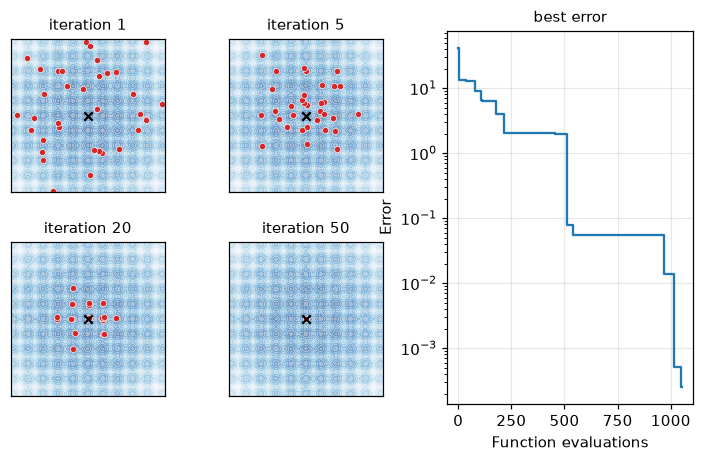 iteration 1
iteration 5
best error
iteration 20
iteration 50
Error
10¹
10⁰
10⁻¹
10⁻²
10⁻³
0 250 500 750 1000
Function evaluations